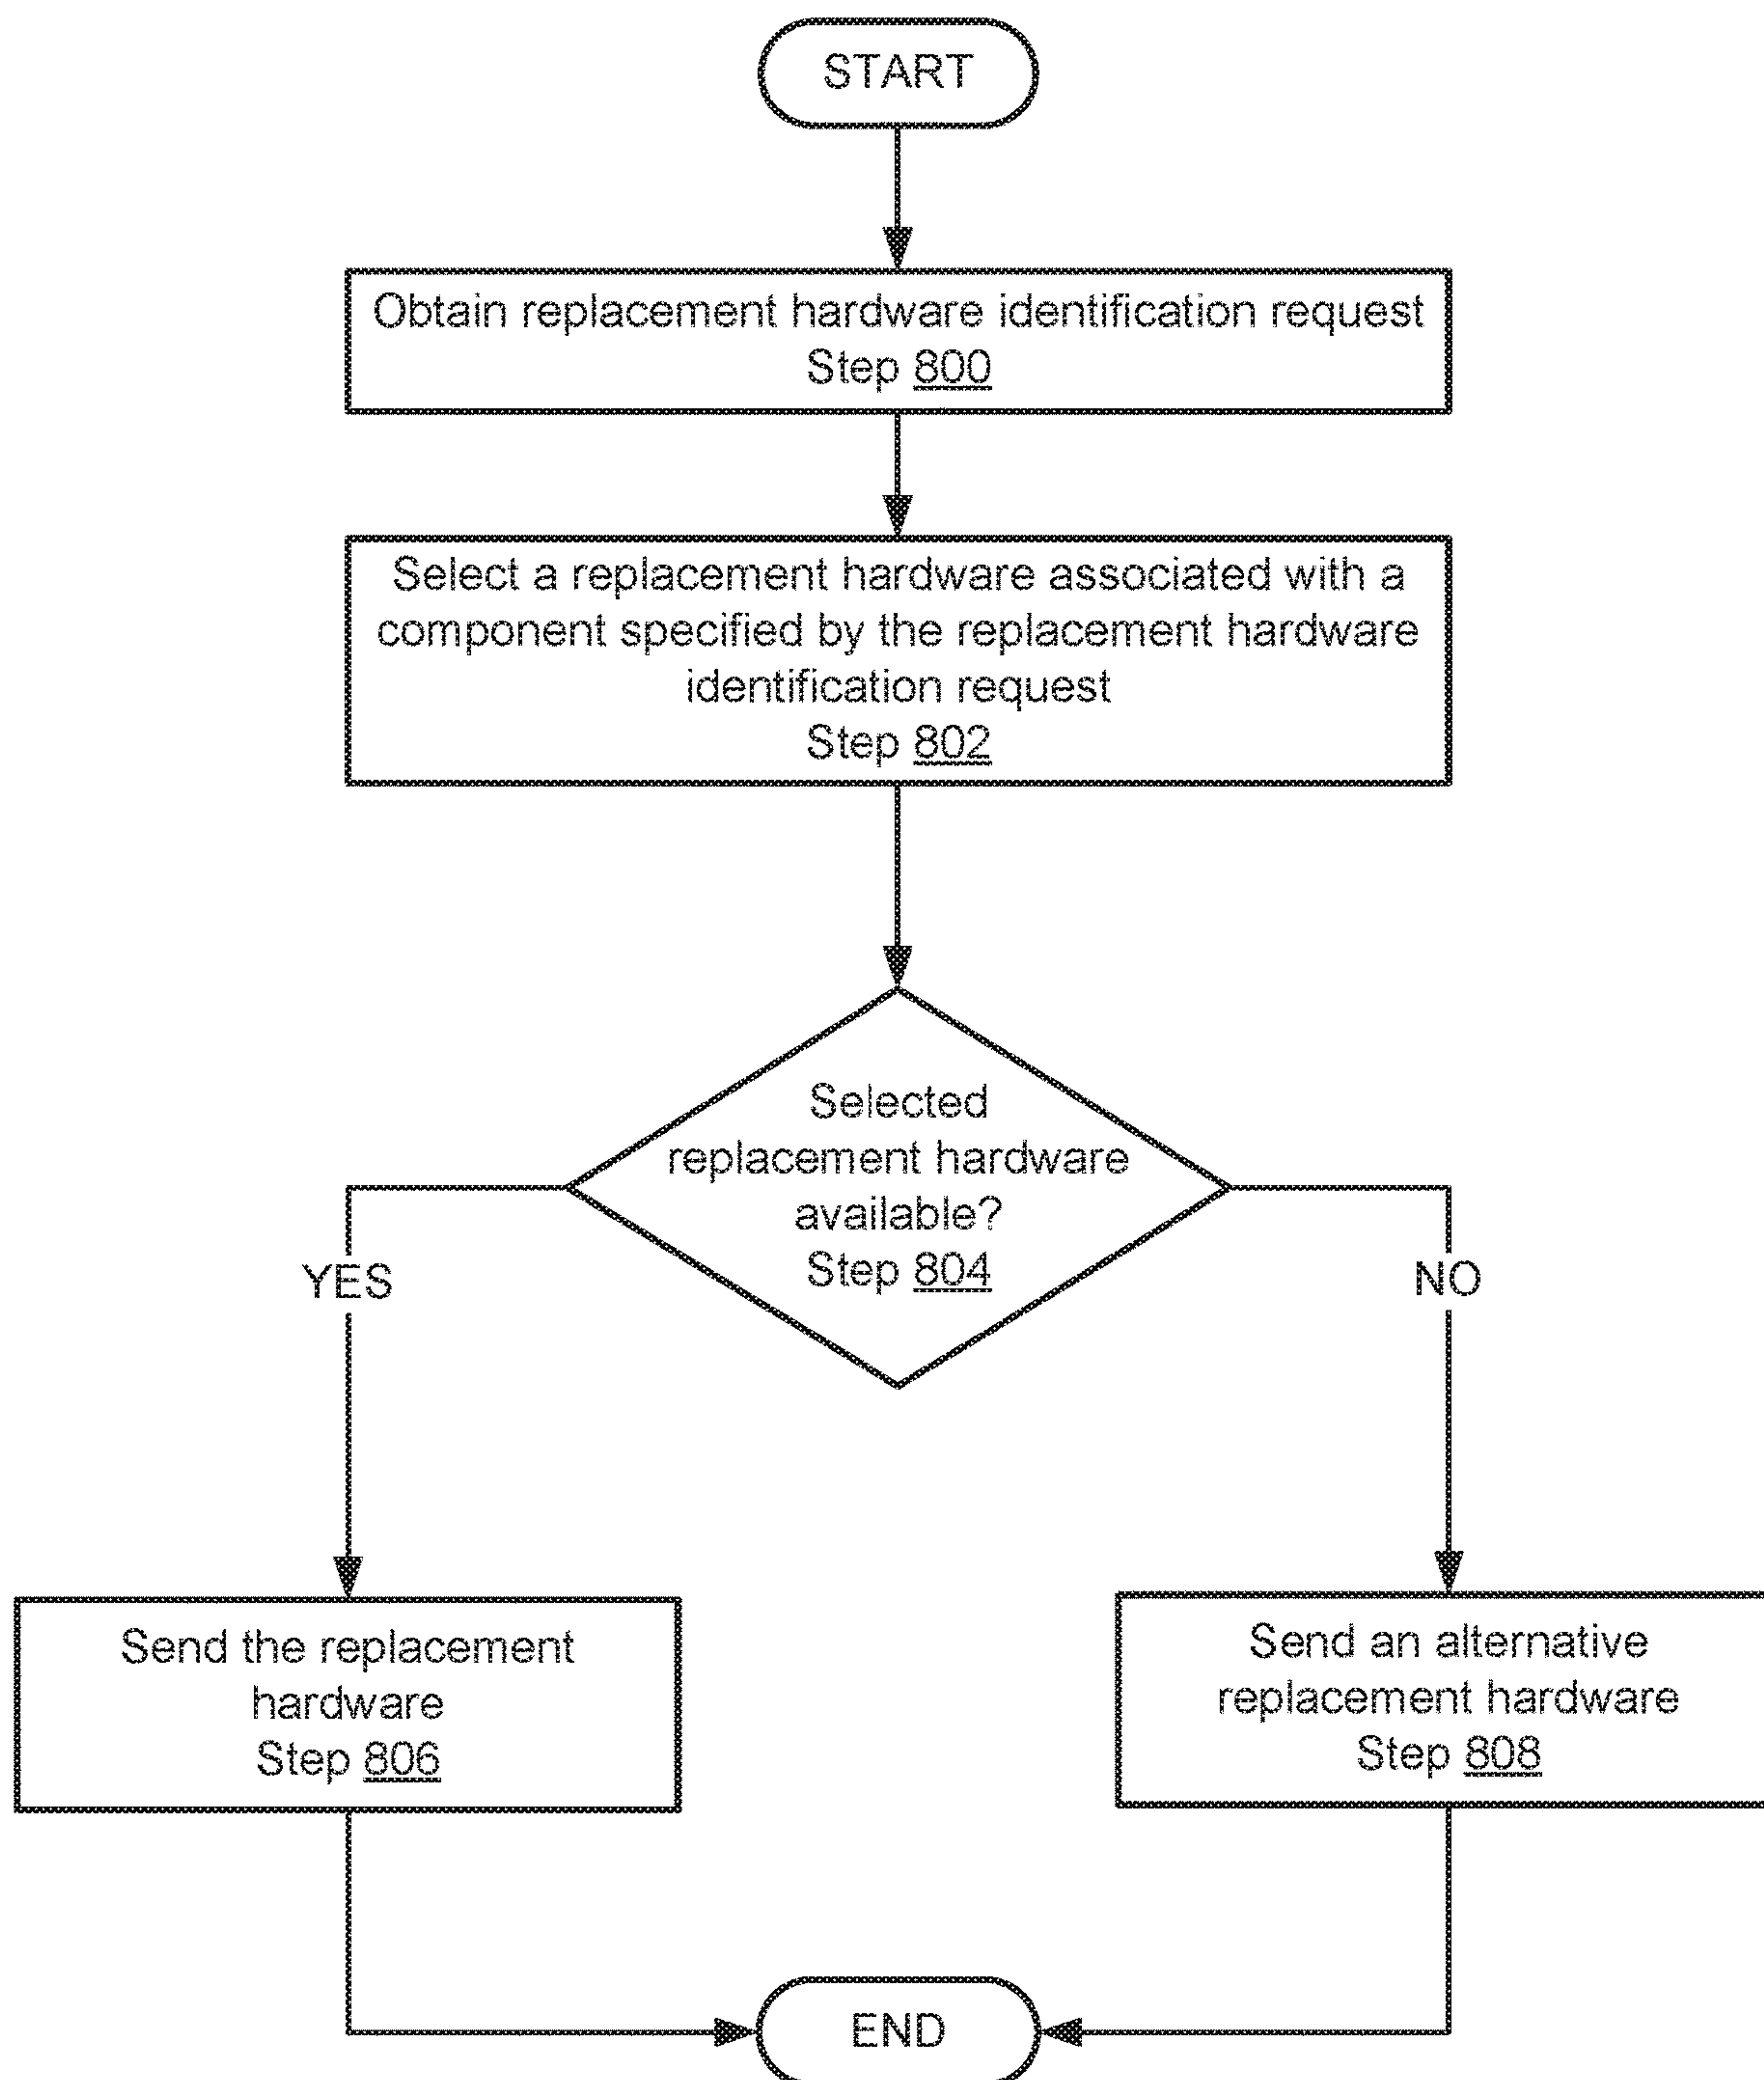 START
Obtain replacement hardware identification request
Step 800
Select a replacement hardware associated with a
component specified by the replacement hardware
identification request
Step 802
Selected
replacement hardware
available?
Step 804
YES
NO
Send the replacement
hardware
Step 806
Send an alternative
replacement hardware
Step 808
END